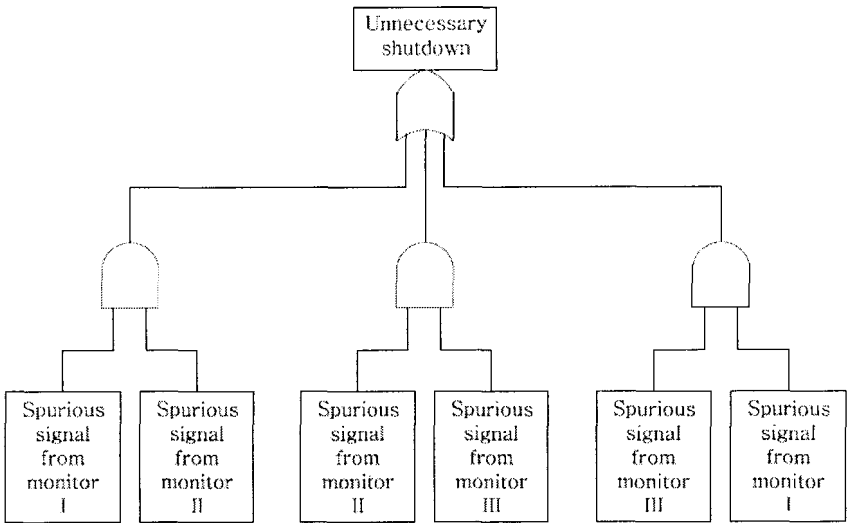 Unnecessary
shutdown
Spurious
signal
from
monitor
I
Spurious
signal
from
monitor
II
Spurious
signal
from
monitor
II
Spurious
signal
from
monitor
III
Spurious
signal
from
monitor
III
Spurious
signal
from
monitor
I